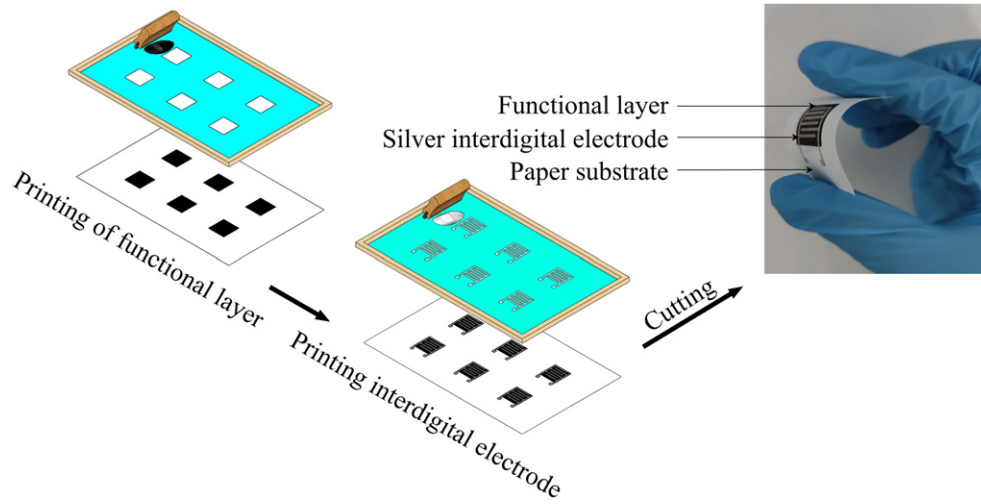 Functional layer
Silver interdigital electrode
Paper substrate
Printing of functional layer
Printing interdigital electrode
Cutting